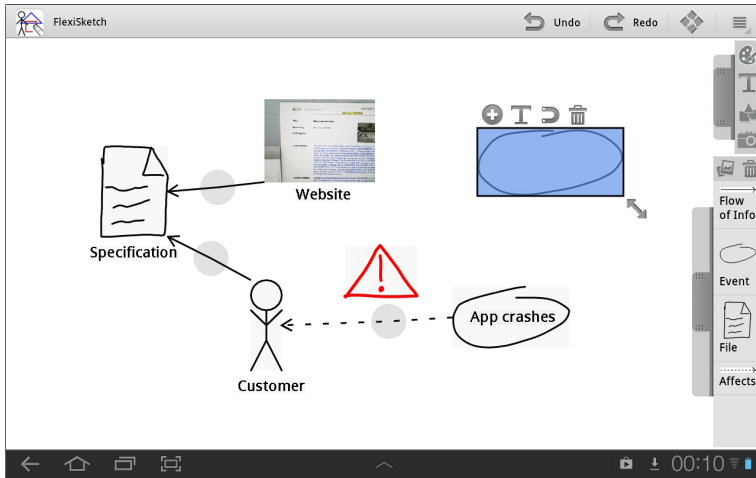 FlexiSketch
Undo
Redo
Website
Specification
App crashes
Customer
Flow
of Info
Event
File
Affects
00:10